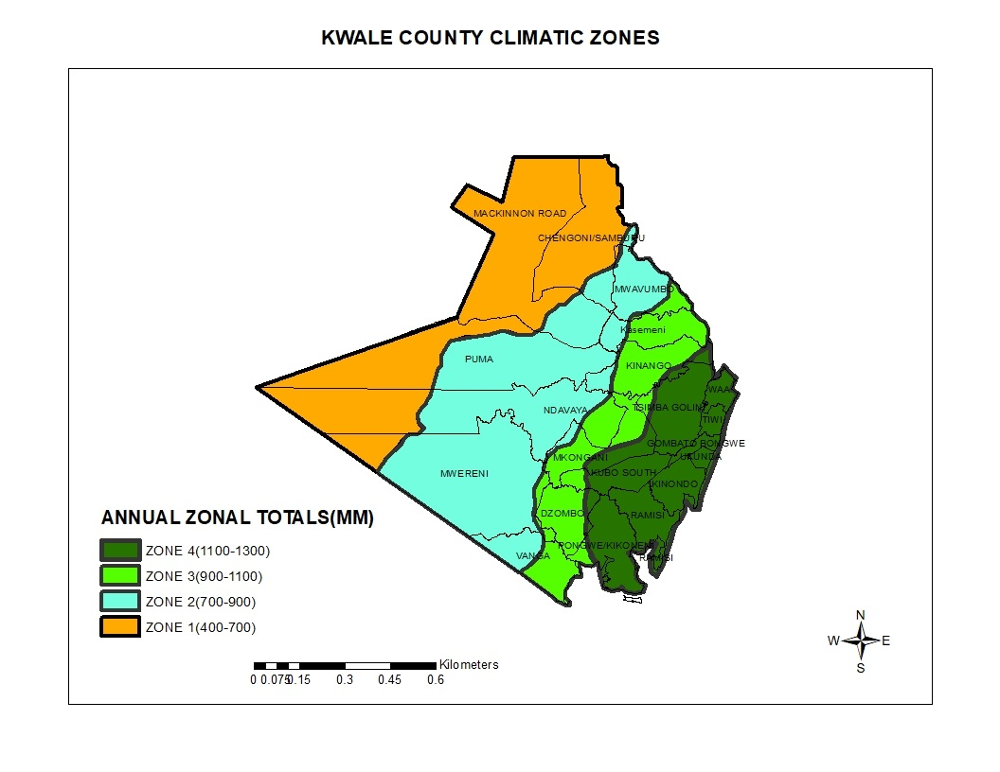 KWALE COUNTY CLIMATIC ZONES
MACKINNON ROAD
CHENGONI/SAMBURU
MWAVUMBO
Kasemeni
PUMA
KINANGO
WAA
NDAVAYA
TSIMBA GOLINI
TIWI
GOMBATO BONGWE
MKONGANI
UKUNDA
MWERENI
KUBO SOUTH
KINONDO
DZOMBO
RAMISI
PONGWE/KIKONENI
VANGA
RAMISI
ANNUAL ZONAL TOTALS(MM)
ZONE 4(1100-1300)
ZONE 3(900-1100)
ZONE 2(700-900)
ZONE 1(400-700)
N
W E
S
Kilometers
0 0.075 0.15 0.3 0.45 0.6